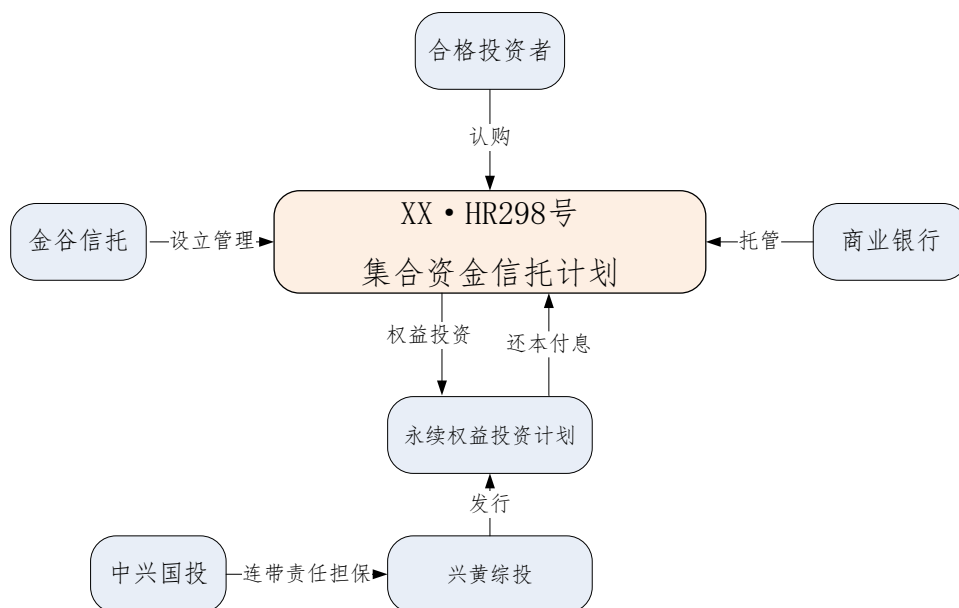 合格投资者
认购
XX·HR298号
集合资金信托计划
金谷信托
设立管理
托管
商业银行
权益投资
还本付息
永续权益投资计划
发行
中兴国投
连带责任担保
兴黄综投